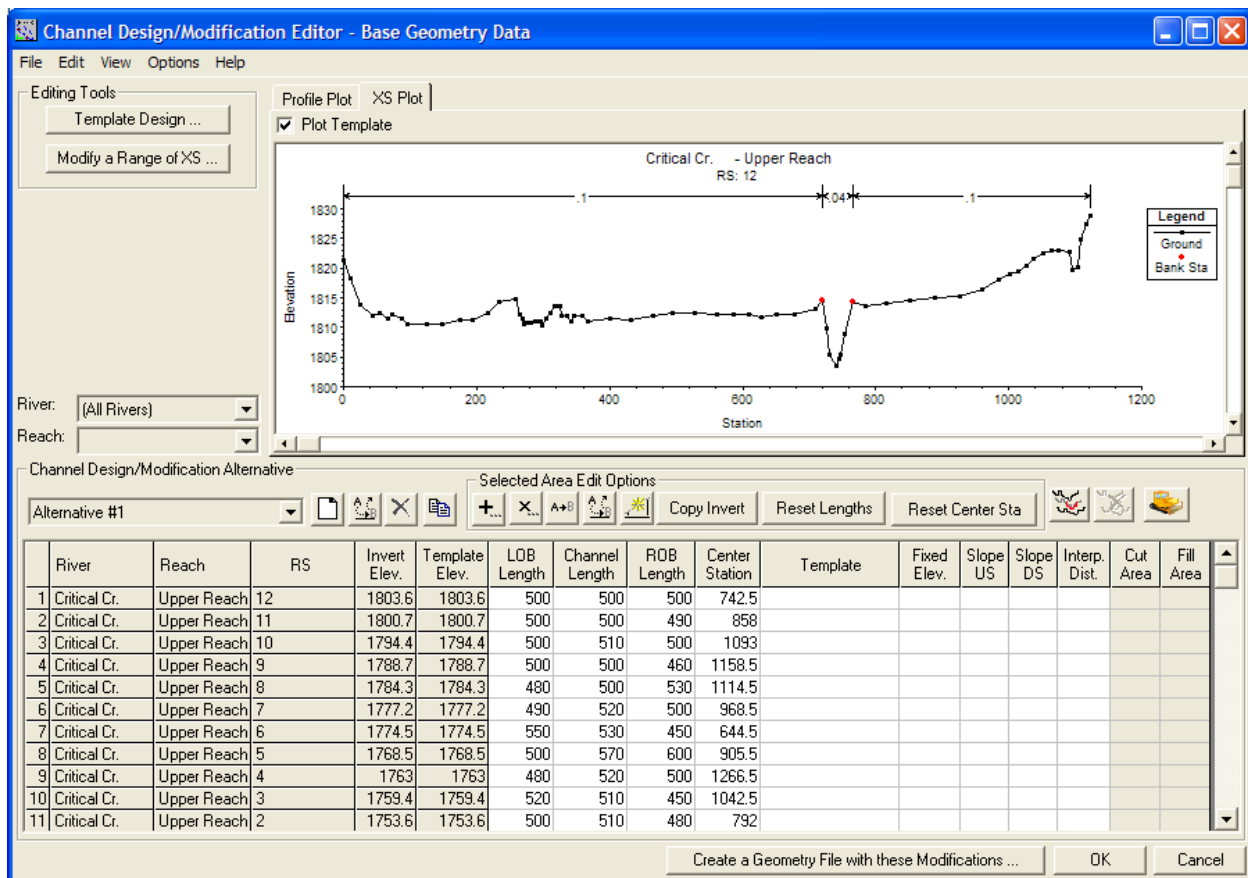 Channel Design/Modification Editor - Base Geometry Data
File Edit View Options Help
Editing Tools
Template Design ...
Modify a Range of XS ...
Profile Plot XS Plot
Plot Template
Critical Cr. - Upper Reach
RS: 12
.1 .04 .1
1830
1825
1820
1815
1810
1805
1800
Elevation
0 200 400 600 800 1000 1200
Station
Legend
Ground
Bank Sta
River: (All Rivers)
Reach:
Channel Design/Modification Alternative
Alternative #1
Selected Area Edit Options
Copy Invert Reset Lengths Reset Center Sta
River Reach RS Invert Elev. Template Elev. LOB Length Channel Length ROB Length Center Station Template Fixed Elev. Slope US Slope DS Interp. Dist. Cut Area Fill Area
1 Critical Cr. Upper Reach 12 1803.6 1803.6 500 500 500 742.5
2 Critical Cr. Upper Reach 11 1800.7 1800.7 500 500 490 858
3 Critical Cr. Upper Reach 10 1794.4 1794.4 500 510 500 1093
4 Critical Cr. Upper Reach 9 1788.7 1788.7 500 500 460 1158.5
5 Critical Cr. Upper Reach 8 1784.3 1784.3 480 500 530 1114.5
6 Critical Cr. Upper Reach 7 1777.2 1777.2 490 520 500 968.5
7 Critical Cr. Upper Reach 6 1774.5 1774.5 550 530 450 644.5
8 Critical Cr. Upper Reach 5 1768.5 1768.5 500 570 600 905.5
9 Critical Cr. Upper Reach 4 1763 1763 480 520 500 1266.5
10 Critical Cr. Upper Reach 3 1759.4 1759.4 520 510 450 1042.5
11 Critical Cr. Upper Reach 2 1753.6 1753.6 500 510 480 792
Create a Geometry File with these Modifications ... OK Cancel